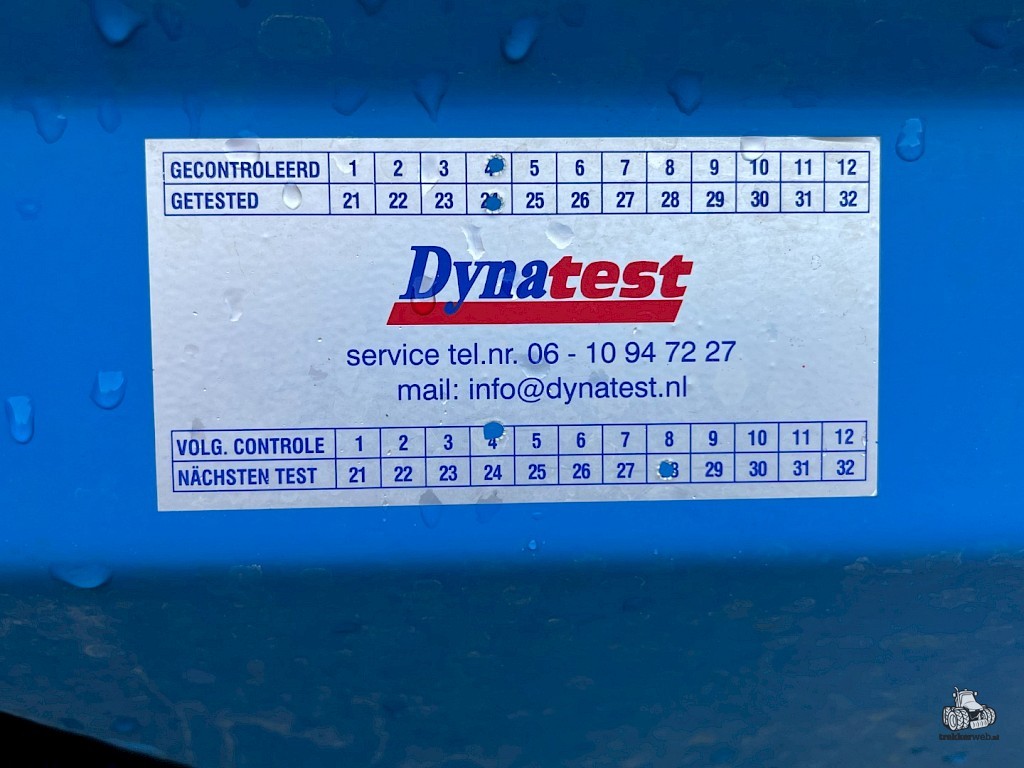 GECONTROLEERD 1 2 3 4 5 6 7 8 9 10 11 12
GETESTED 21 22 23 24 25 26 27 28 29 30 31 32
Dynatest
service tel.nr. 06 - 10 94 72 27
mail: info@dynatest.nl
VOLG. CONTROLE 1 2 3 4 5 6 7 8 9 10 11 12
NÄCHSTEN TEST 21 22 23 24 25 26 27 28 29 30 31 32
trekkerweb.nl